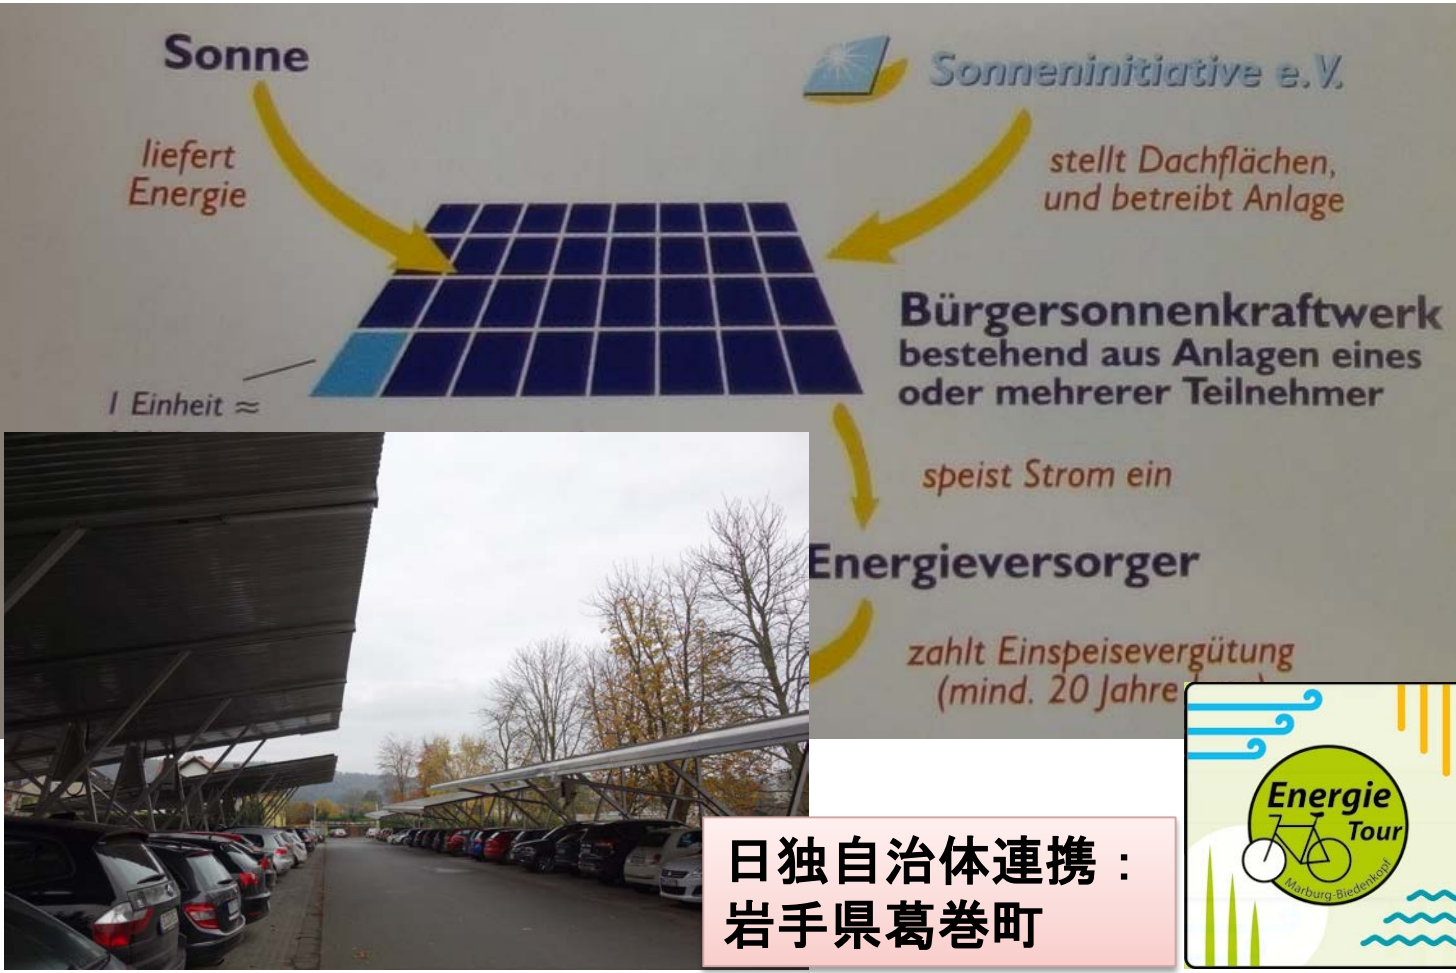 Sonne
liefert
Energie
Sonneninitiative e.V.
stellt Dachflächen,
und betreibt Anlage
Bürgersonnenkraftwerk
bestehend aus Anlagen eines
oder mehrerer Teilnehmer
1 Einheit ≈
speist Strom ein
Energieversorger
zahlt Einspeisevergütung
(mind. 20 Jahre
日独自治体連携：
岩手県葛巻町
Energie
Tour
Marburg-Biedenkopf